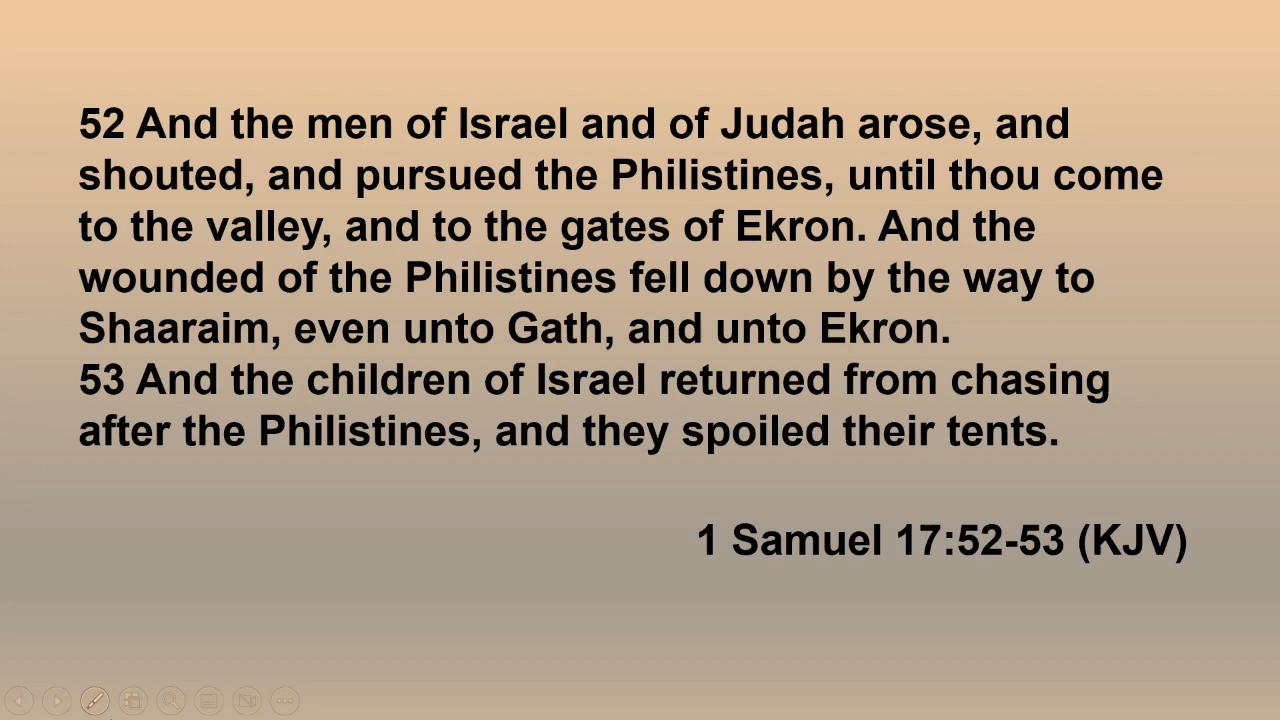 52 And the men of Israel and of Judah arose, and
shouted, and pursued the Philistines, until thou come
to the valley, and to the gates of Ekron. And the
wounded of the Philistines fell down by the way to
Shaaraim, even unto Gath, and unto Ekron.
53 And the children of Israel returned from chasing
after the Philistines, and they spoiled their tents.
1 Samuel 17:52-53 (KJV)